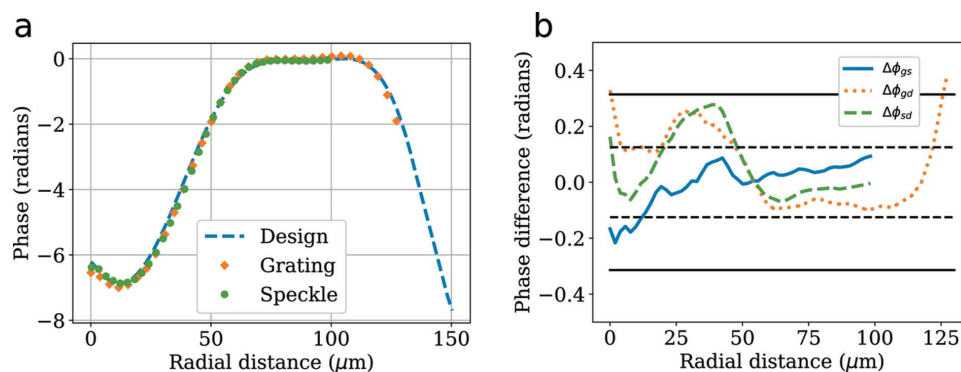 a
Phase (radians)
0
−2
−4
−6
−8
Design
Grating
Speckle
0 50 100 150
Radial distance (μm)
b
Phase difference (radians)
0.4
0.2
0.0
−0.2
−0.4
Δϕgs
Δϕgd
Δϕsd
0 25 50 75 100 125
Radial distance (μm)